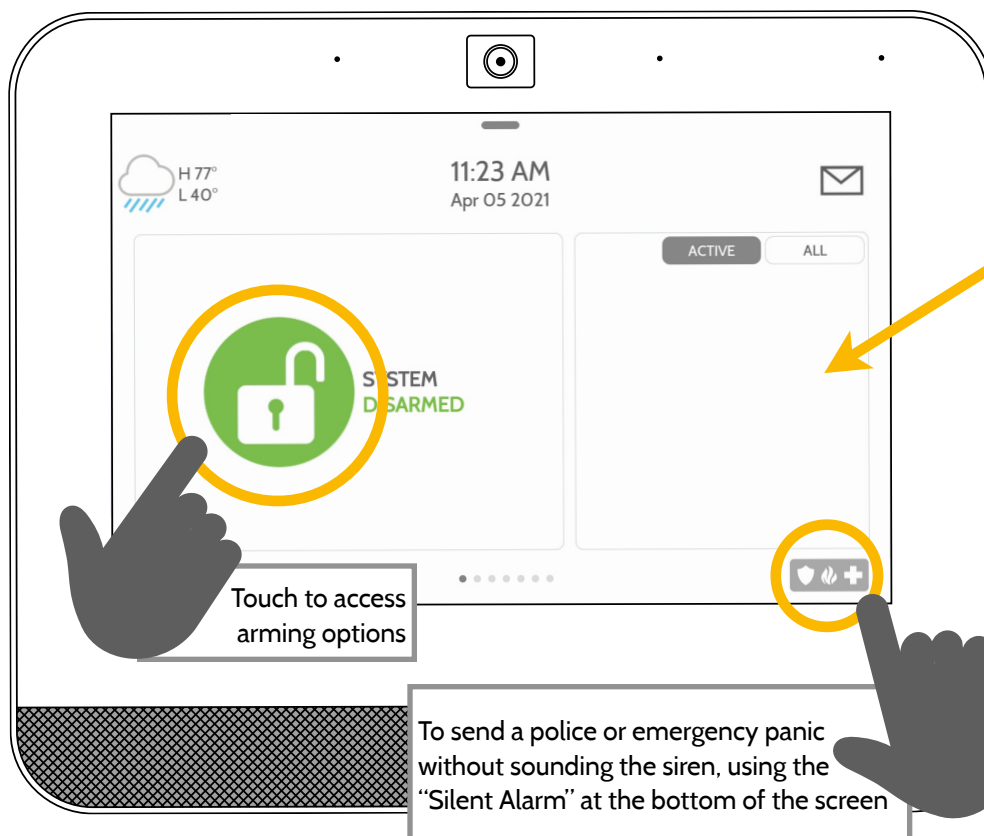 H 77°
L 40°
11:23 AM
Apr 05 2021
ACTIVE
ALL
SYSTEM
DISARMED
Touch to access
arming options
To send a police or emergency panic
without sounding the siren, using the
“Silent Alarm” at the bottom of the screen